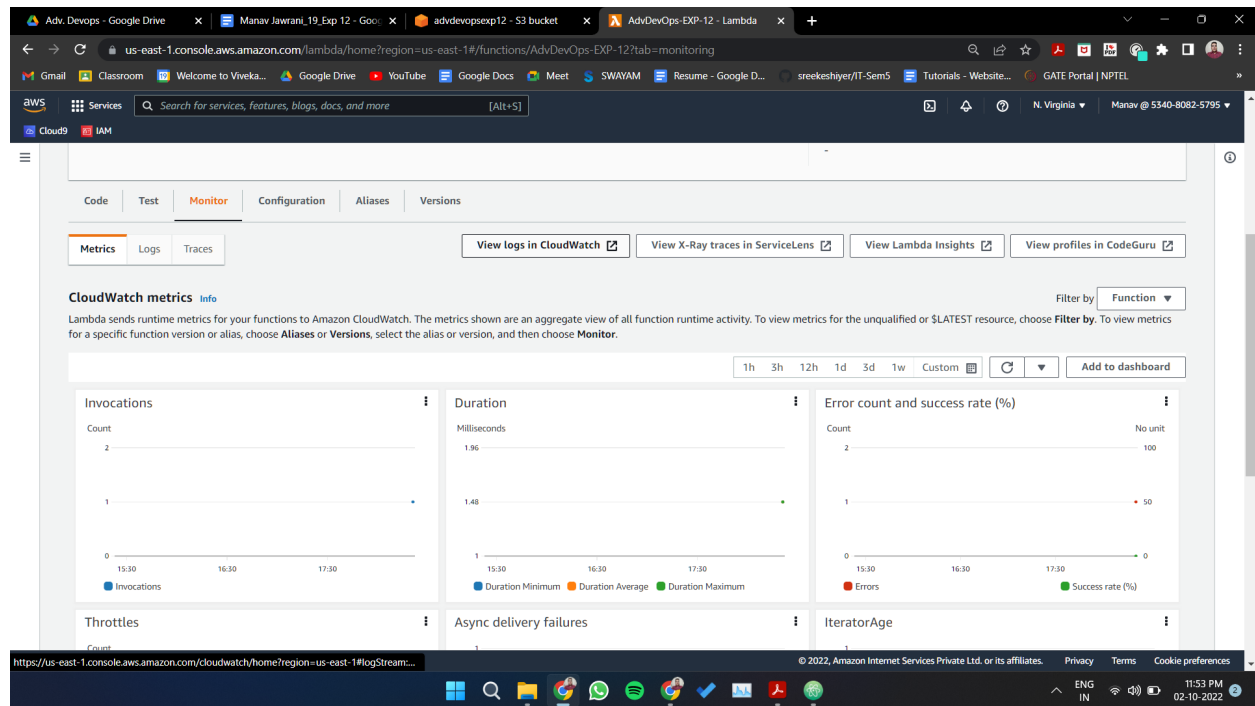 Adv. Devops - Google Drive
Manav Jawrani_19_Exp 12 - Goog
advdevopsexp12 - S3 bucket
AdvDevOps-EXP-12 - Lambda
us-east-1.console.aws.amazon.com/lambda/home?region=us-east-1#/functions/AdvDevOps-EXP-12?tab=monitoring
Gmail Classroom Welcome to Viveka... Google Drive YouTube Google Docs Meet SWAYAM Resume - Google D... sreekeshiyer/IT-Sem5 Tutorials - Website... GATE Portal | NPTEL »
aws Services Search for services, features, blogs, docs, and more [Alt+S] N. Virginia ▼ Manav @ 5340-8082-5795 ▼
Cloud9 IAM
-
Code Test Monitor Configuration Aliases Versions
Metrics Logs Traces View logs in CloudWatch View X-Ray traces in ServiceLens View Lambda Insights View profiles in CodeGuru
CloudWatch metrics Info Filter by Function ▼
Lambda sends runtime metrics for your functions to Amazon CloudWatch. The metrics shown are an aggregate view of all function runtime activity. To view metrics for the unqualified or $LATEST resource, choose Filter by. To view metrics
for a specific function version or alias, choose Aliases or Versions, select the alias or version, and then choose Monitor.
1h 3h 12h 1d 3d 1w Custom Add to dashboard
Invocations
Count
2
1
0
15:30 16:30 17:30
Invocations
Duration
Milliseconds
1.96
1.48
1
15:30 16:30 17:30
Duration Minimum Duration Average Duration Maximum
Error count and success rate (%)
Count No unit
2 100
1 50
0 0
15:30 16:30 17:30
Errors Success rate (%)
Throttles
Count
Async delivery failures
1
IteratorAge
1
https://us-east-1.console.aws.amazon.com/cloudwatch/home?region=us-east-1#logStream:...
© 2022, Amazon Internet Services Private Ltd. or its affiliates. Privacy Terms Cookie preferences
ENG
IN
11:53 PM
02-10-2022
2